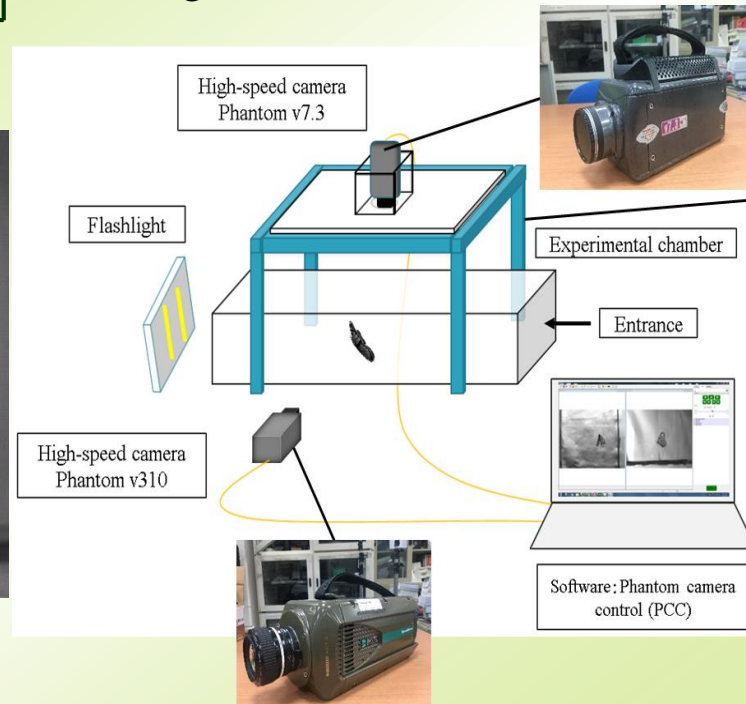 High-speed camera
Phantom v7.3
Flashlight
Experimental chamber
Entrance
High-speed camera
Phantom v310
Software: Phantom camera
control (PCC)